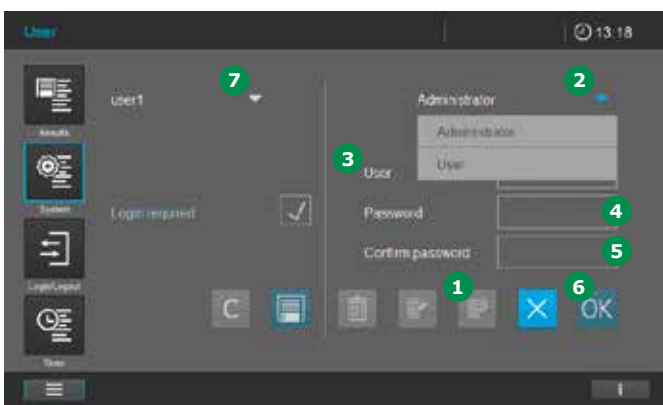 User
13:18
Results
System
Login/Logout
Timer
user1
7
Login required
C
Administrator
2
Administrator
User
3
User
Password
4
Confirm password
5
1
6
OK
i